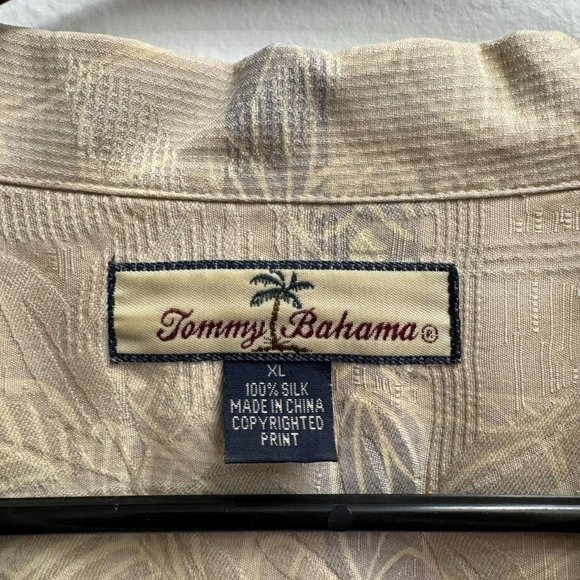 Tommy Bahama®
XL
100% SILK
MADE IN CHINA
COPYRIGHTED
PRINT